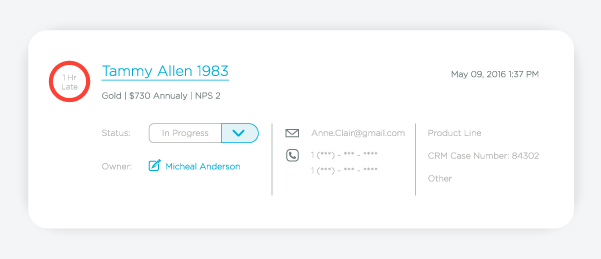 1 Hr
Late
Tammy Allen 1983
May 09, 2016 1:37 PM
Gold | $730 Annualy | NPS 2
Status:
In Progress
Owner:
Micheal Anderson
Anne.Clair@gmail.com
1 (***) - *** - ****
1 (***) - *** - ****
Product Line
CRM Case Number: 84302
Other